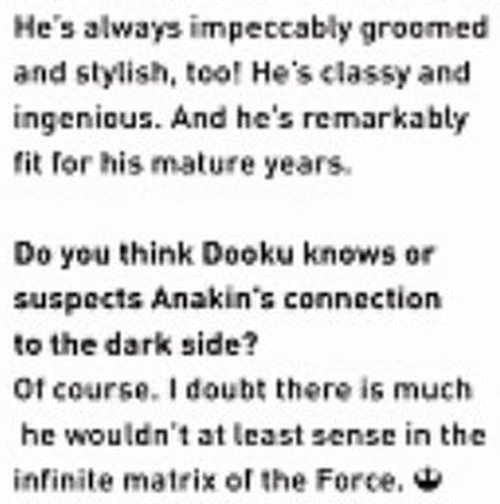 He's always impeccably groomed
and stylish, too! He's classy and
ingenious. And he's remarkably
fit for his mature years.
Do you think Dooku knows or
suspects Anakin's connection
to the dark side?
Of course. I doubt there is much
he wouldn't at least sense in the
infinite matrix of the Force.